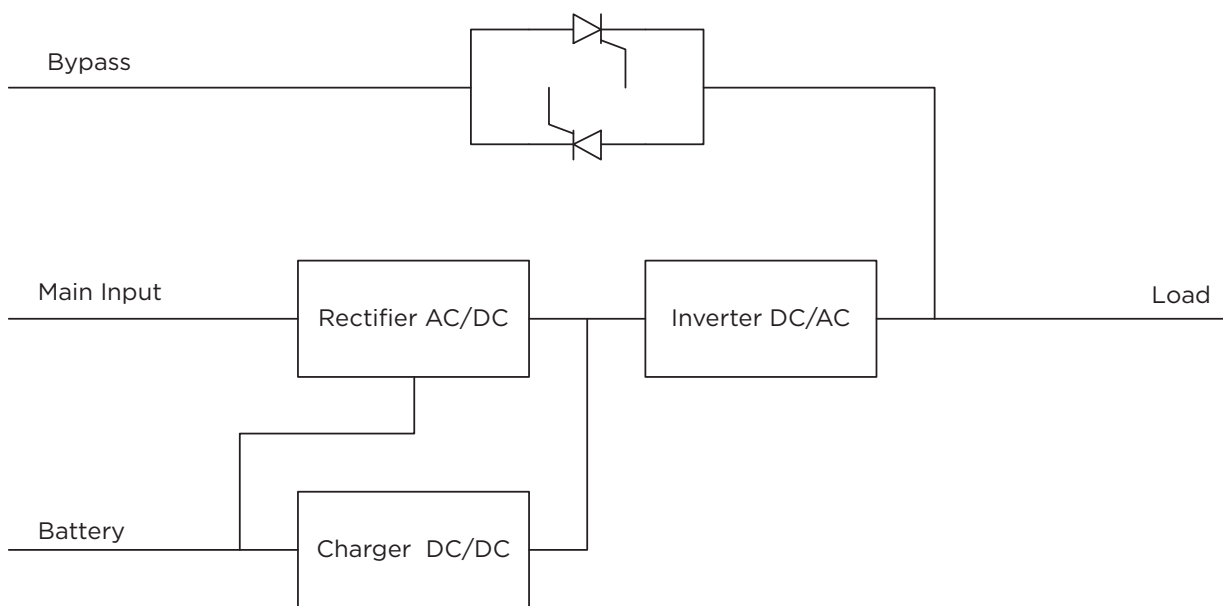 Bypass
Main Input
Rectifier AC/DC
Inverter DC/AC
Load
Battery
Charger DC/DC